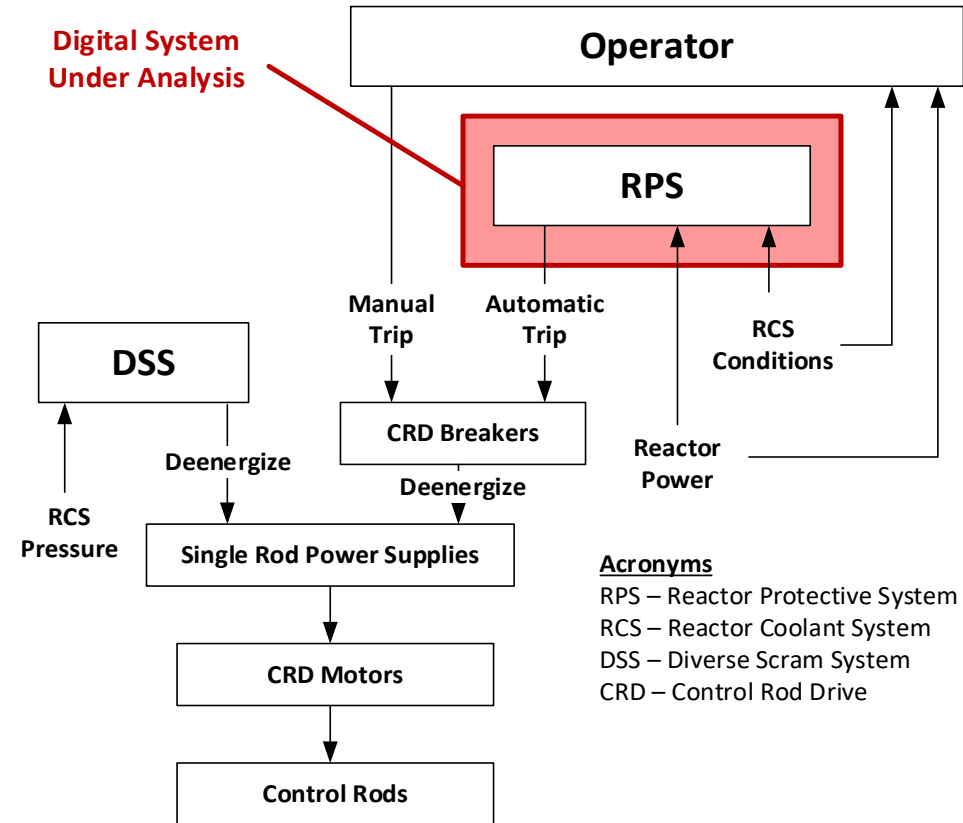 Digital System
Under Analysis
Operator
RPS
Manual
Trip
Automatic
Trip
RCS
Conditions
DSS
CRD Breakers
Reactor
Power
Deenergize
Deenergize
RCS
Pressure
Single Rod Power Supplies
CRD Motors
Control Rods
Acronyms
RPS – Reactor Protective System
RCS – Reactor Coolant System
DSS – Diverse Scram System
CRD – Control Rod Drive